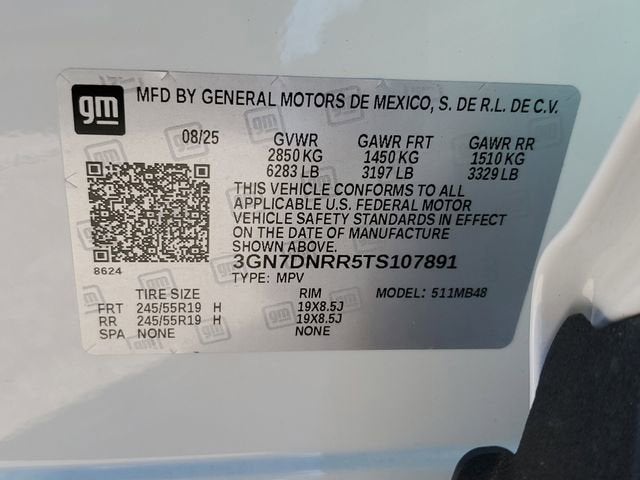 gm
MFD BY GENERAL MOTORS DE MEXICO, S. DE R.L. DE C.V.
08/25 GVWR GAWR FRT GAWR RR
2850 KG 1450 KG 1510 KG
6283 LB 3197 LB 3329 LB
THIS VEHICLE CONFORMS TO ALL
APPLICABLE U.S. FEDERAL MOTOR
VEHICLE SAFETY STANDARDS IN EFFECT
ON THE DATE OF MANUFACTURE
SHOWN ABOVE.
3GN7DNRR5TS107891
8624
TYPE: MPV
TIRE SIZE RIM MODEL: 511MB48
FRT 245/55R19 H 19X8.5J
RR 245/55R19 H 19X8.5J
SPA NONE NONE